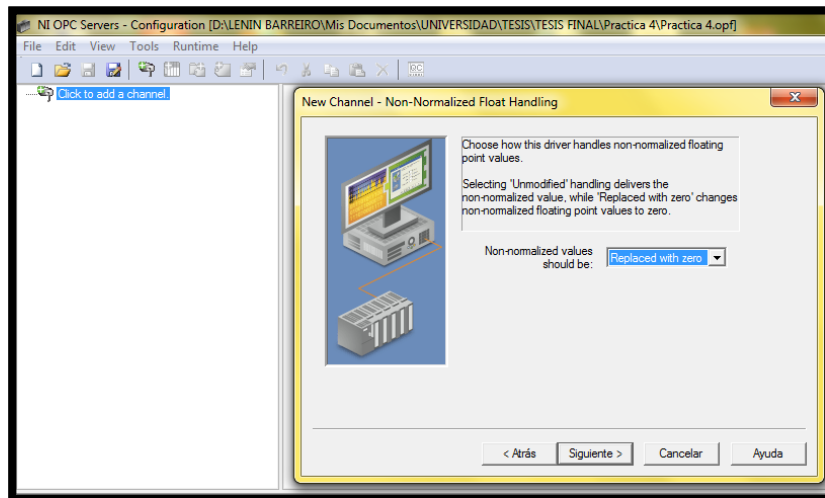 NI OPC Servers - Configuration [D:\LENIN BARREIRO\Mis Documentos\UNIVERSIDAD\TESIS\TESIS FINAL\Practica 4\Practica 4.opf]
File Edit View Tools Runtime Help
Click to add a channel.
New Channel - Non-Normalized Float Handling
Choose how this driver handles non-normalized floating
point values.
Selecting 'Unmodified' handling delivers the
non-normalized value, while 'Replaced with zero' changes
non-normalized floating point values to zero.
Non-normalized values
should be:
Replaced with zero
< Atrás Siguiente > Cancelar Ayuda